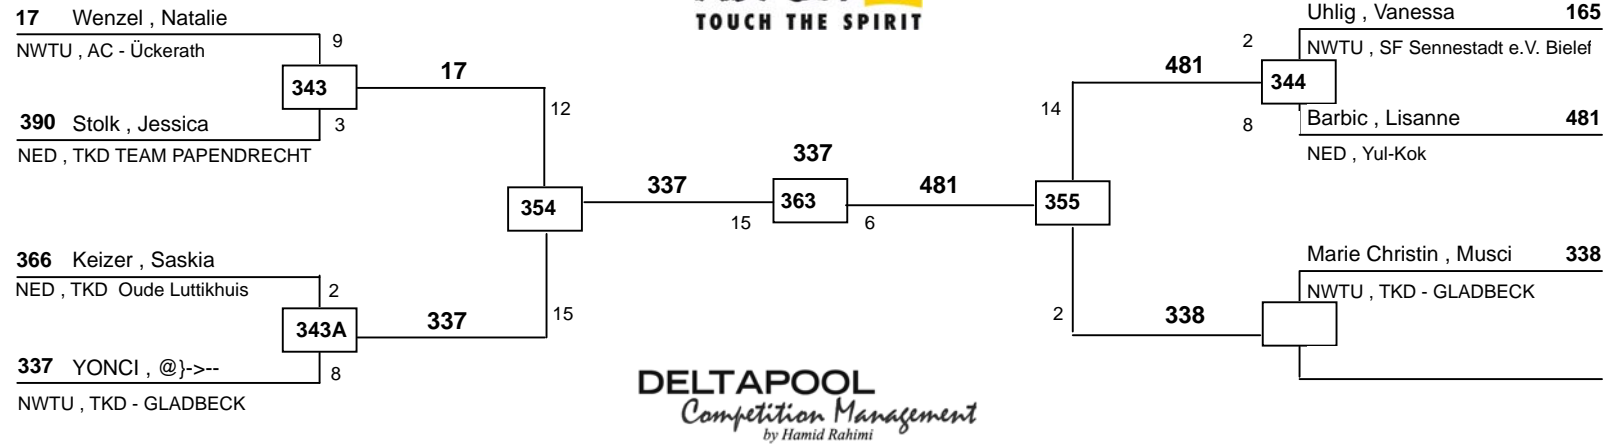 TOUCH THE SPIRIT
17 Wenzel , Natalie
NWTU , AC - Ückerath
9
343
17
390 Stolk , Jessica
3
NED , TKD TEAM PAPENDRECHT
12
354
337
15
366 Keizer , Saskia
NED , TKD  Oude Luttikhuis
2
343A
337
15
337 YONCI , @}->--
8
NWTU , TKD - GLADBECK
337
363
6
481
355
14
481
2
338
Uhlig , Vanessa 165
2
NWTU , SF Sennestadt e.V. Bielef
344
Barbic , Lisanne 481
8
NED , Yul-Kok
Marie Christin , Musci 338
NWTU , TKD - GLADBECK
DELTAPOOL
Competition Management
by Hamid Rahimi